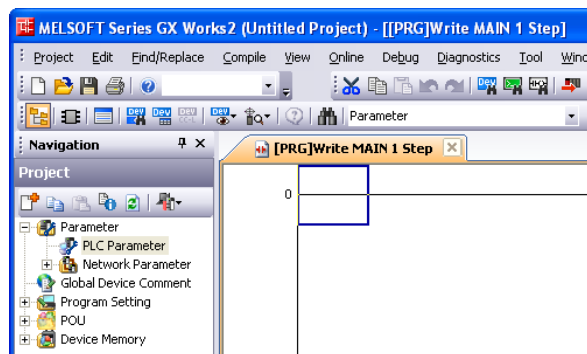 MELSOFT Series GX Works2 (Untitled Project) - [[PRG]Write MAIN 1 Step]
Project Edit Find/Replace Compile View Online Debug Diagnostics Tool Wind
Parameter
Navigation
[PRG]Write MAIN 1 Step
Project
0
Parameter
PLC Parameter
Network Parameter
Global Device Comment
Program Setting
POU
Device Memory